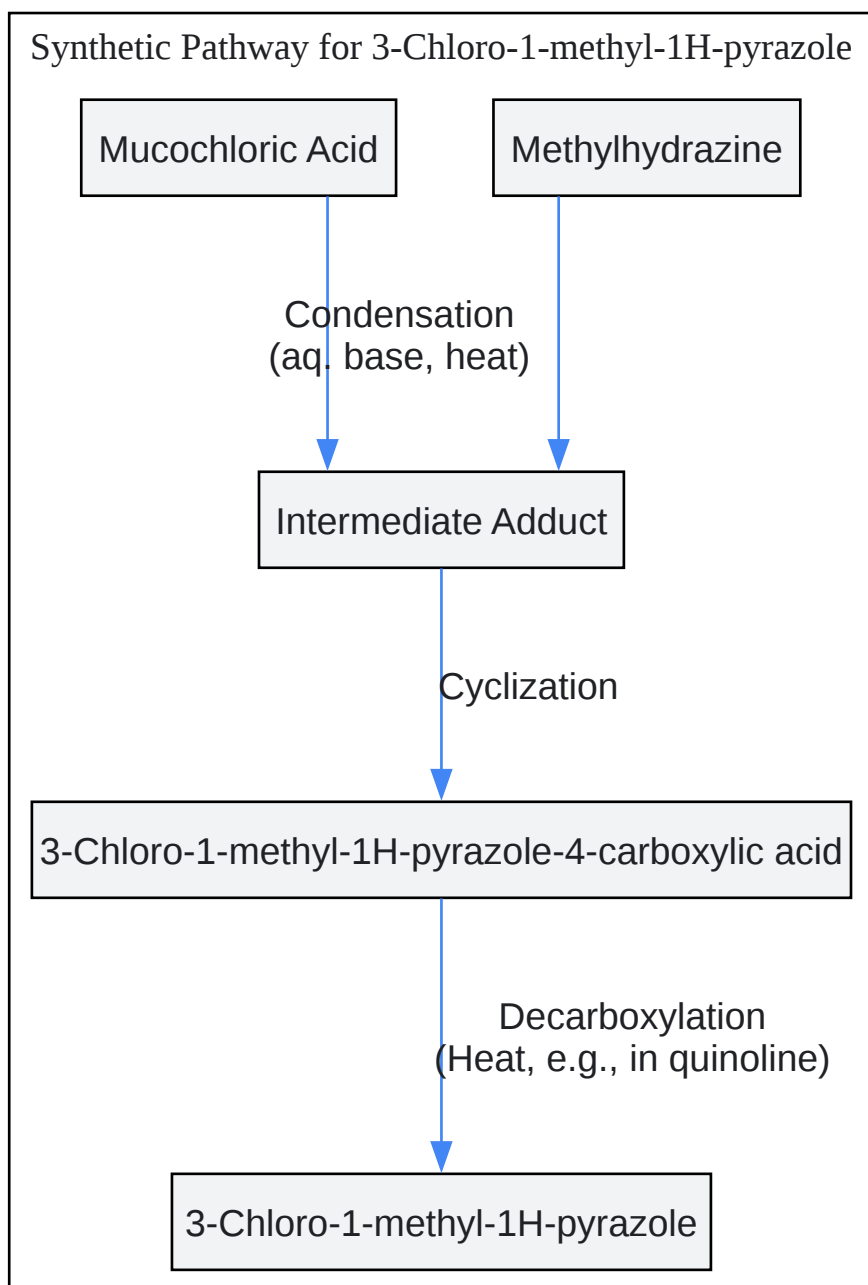 Synthetic Pathway for 3-Chloro-1-methyl-1H-pyrazole
Mucochloric Acid
Methylhydrazine
Condensation
(aq. base, heat)
Intermediate Adduct
Cyclization
3-Chloro-1-methyl-1H-pyrazole-4-carboxylic acid
Decarboxylation
(Heat, e.g., in quinoline)
3-Chloro-1-methyl-1H-pyrazole